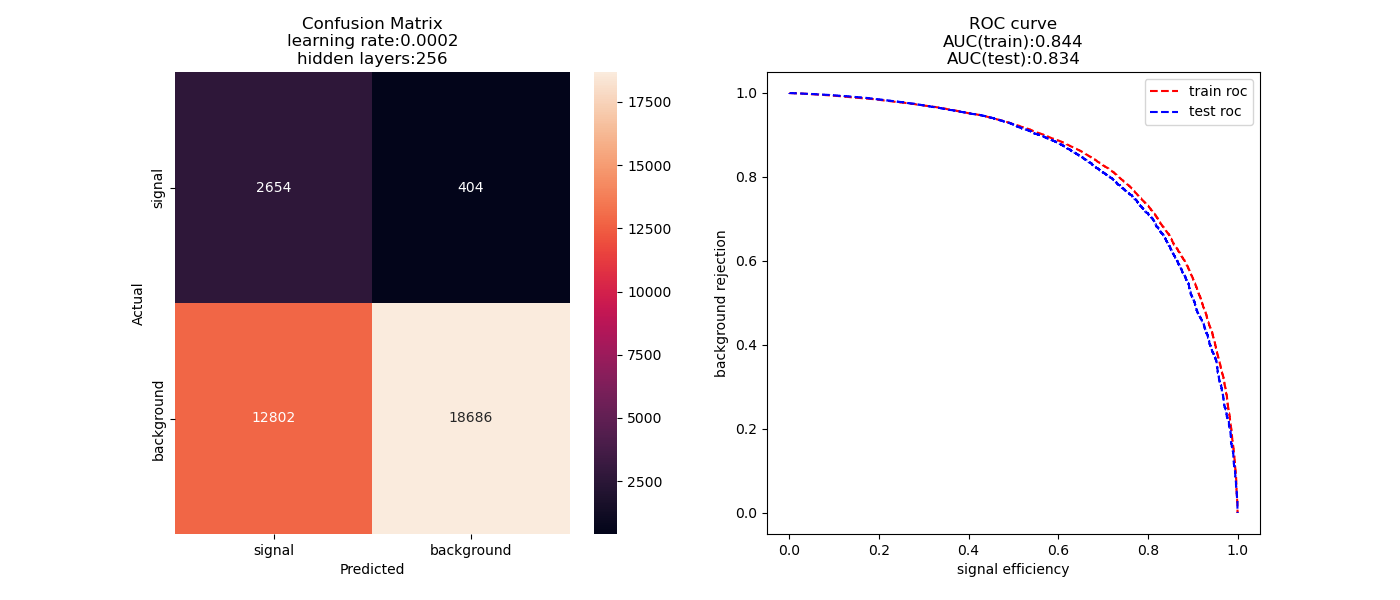 Confusion Matrix
learning rate:0.0002
hidden layers:256
signal
background
Actual
2654
404
12802
18686
signal
background
Predicted
17500
15000
12500
10000
7500
5000
2500
ROC curve
AUC(train):0.844
AUC(test):0.834
train roc
test roc
1.0
0.8
0.6
0.4
0.2
0.0
background rejection
0.0
0.2
0.4
0.6
0.8
1.0
signal efficiency